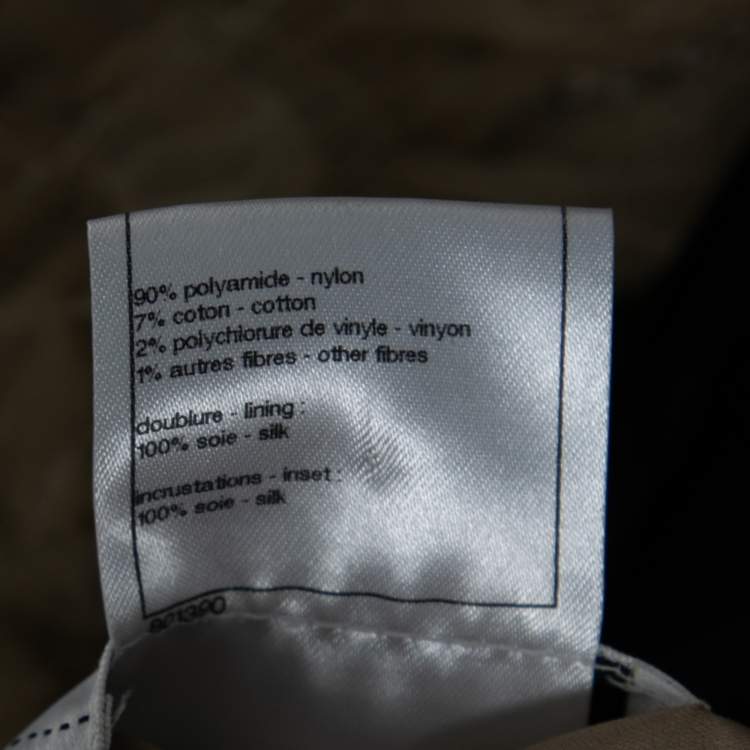 90% polyamide - nylon
7% coton - cotton
2% polychlorure de vinyle - vinyon
1% autres fibres - other fibres
doublure - lining :
100% soie - silk
incrustations - inset :
100% soie - silk